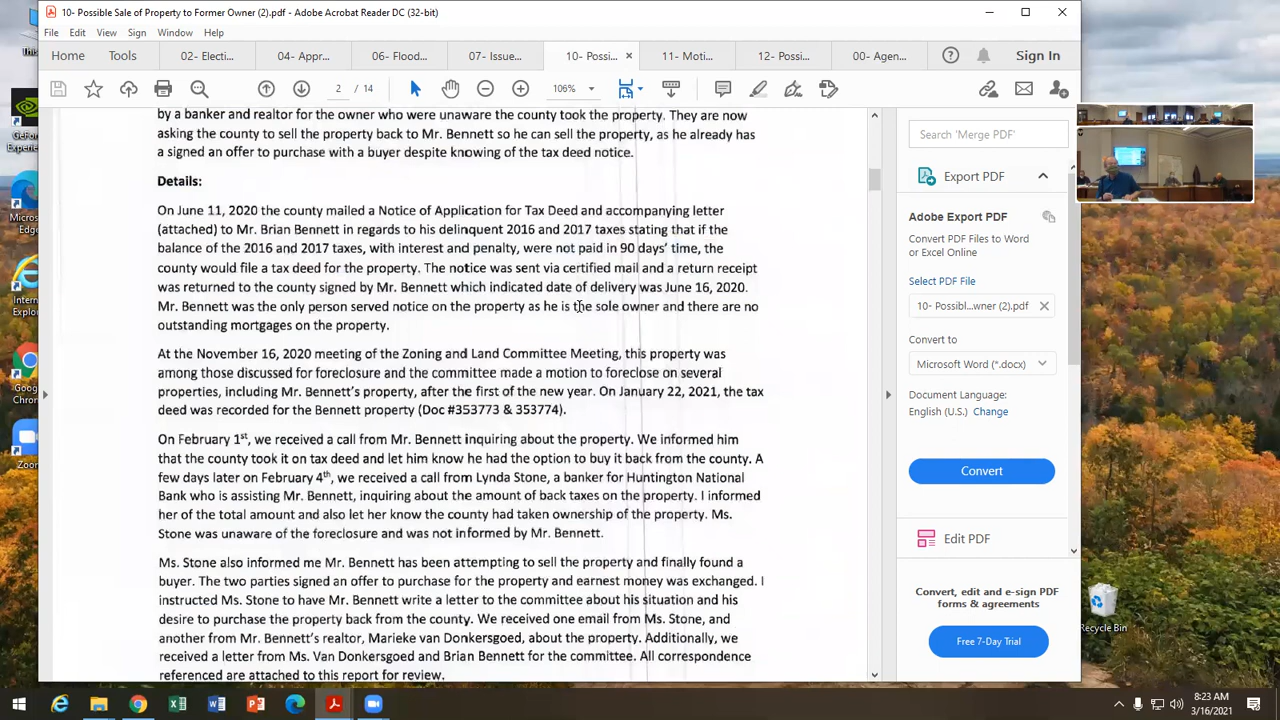 10- Possible Sale of Property to Former Owner (2).pdf - Adobe Acrobat Reader DC (32-bit)
File Edit View Sign Window Help
Home Tools 02- Electi... 04- Appr... 06- Flood... 07- Issue... 10- Possi... × 11- Moti... 12- Possi... 00- Agen... Sign In
2 / 14 106%
by a banker and realtor for the owner who were unaware the county took the property. They are now
asking the county to sell the property back to Mr. Bennett so he can sell the property, as he already has
a signed an offer to purchase with a buyer despite knowing of the tax deed notice.
Details:
On June 11, 2020 the county mailed a Notice of Application for Tax Deed and accompanying letter
(attached) to Mr. Brian Bennett in regards to his delinquent 2016 and 2017 taxes stating that if the
balance of the 2016 and 2017 taxes, with interest and penalty, were not paid in 90 days' time, the
county would file a tax deed for the property. The notice was sent via certified mail and a return receipt
was returned to the county signed by Mr. Bennett which indicated date of delivery was June 16, 2020.
Mr. Bennett was the only person served notice on the property as he is the sole owner and there are no
outstanding mortgages on the property.
At the November 16, 2020 meeting of the Zoning and Land Committee Meeting, this property was
among those discussed for foreclosure and the committee made a motion to foreclose on several
properties, including Mr. Bennett's property, after the first of the new year. On January 22, 2021, the tax
deed was recorded for the Bennett property (Doc #353773 & 353774).
On February 1st, we received a call from Mr. Bennett inquiring about the property. We informed him
that the county took it on tax deed and let him know he had the option to buy it back from the county. A
few days later on February 4th, we received a call from Lynda Stone, a banker for Huntington National
Bank who is assisting Mr. Bennett, inquiring about the amount of back taxes on the property. I informed
her of the total amount and also let her know the county had taken ownership of the property. Ms.
Stone was unaware of the foreclosure and was not informed by Mr. Bennett.
Ms. Stone also informed me Mr. Bennett has been attempting to sell the property and finally found a
buyer. The two parties signed an offer to purchase for the property and earnest money was exchanged. I
instructed Ms. Stone to have Mr. Bennett write a letter to the committee about his situation and his
desire to purchase the property back from the county. We received one email from Ms. Stone, and
another from Mr. Bennett's realtor, Marieke van Donkersgoed, about the property. Additionally, we
received a letter from Ms. Van Donkersgoed and Brian Bennett for the committee. All correspondence
referenced are attached to this report for review.
Search 'Merge PDF'
Export PDF
Adobe Export PDF
Convert PDF Files to Word
or Excel Online
Select PDF File
10- Possibl...wner (2).pdf
Convert to
Microsoft Word (*.docx)
Document Language:
English (U.S.) Change
Convert
Edit PDF
Convert, edit and e-sign PDF
forms & agreements
Free 7-Day Trial
Microsoft
Edge
Zoom
Recycle Bin
8:23 AM
3/16/2021